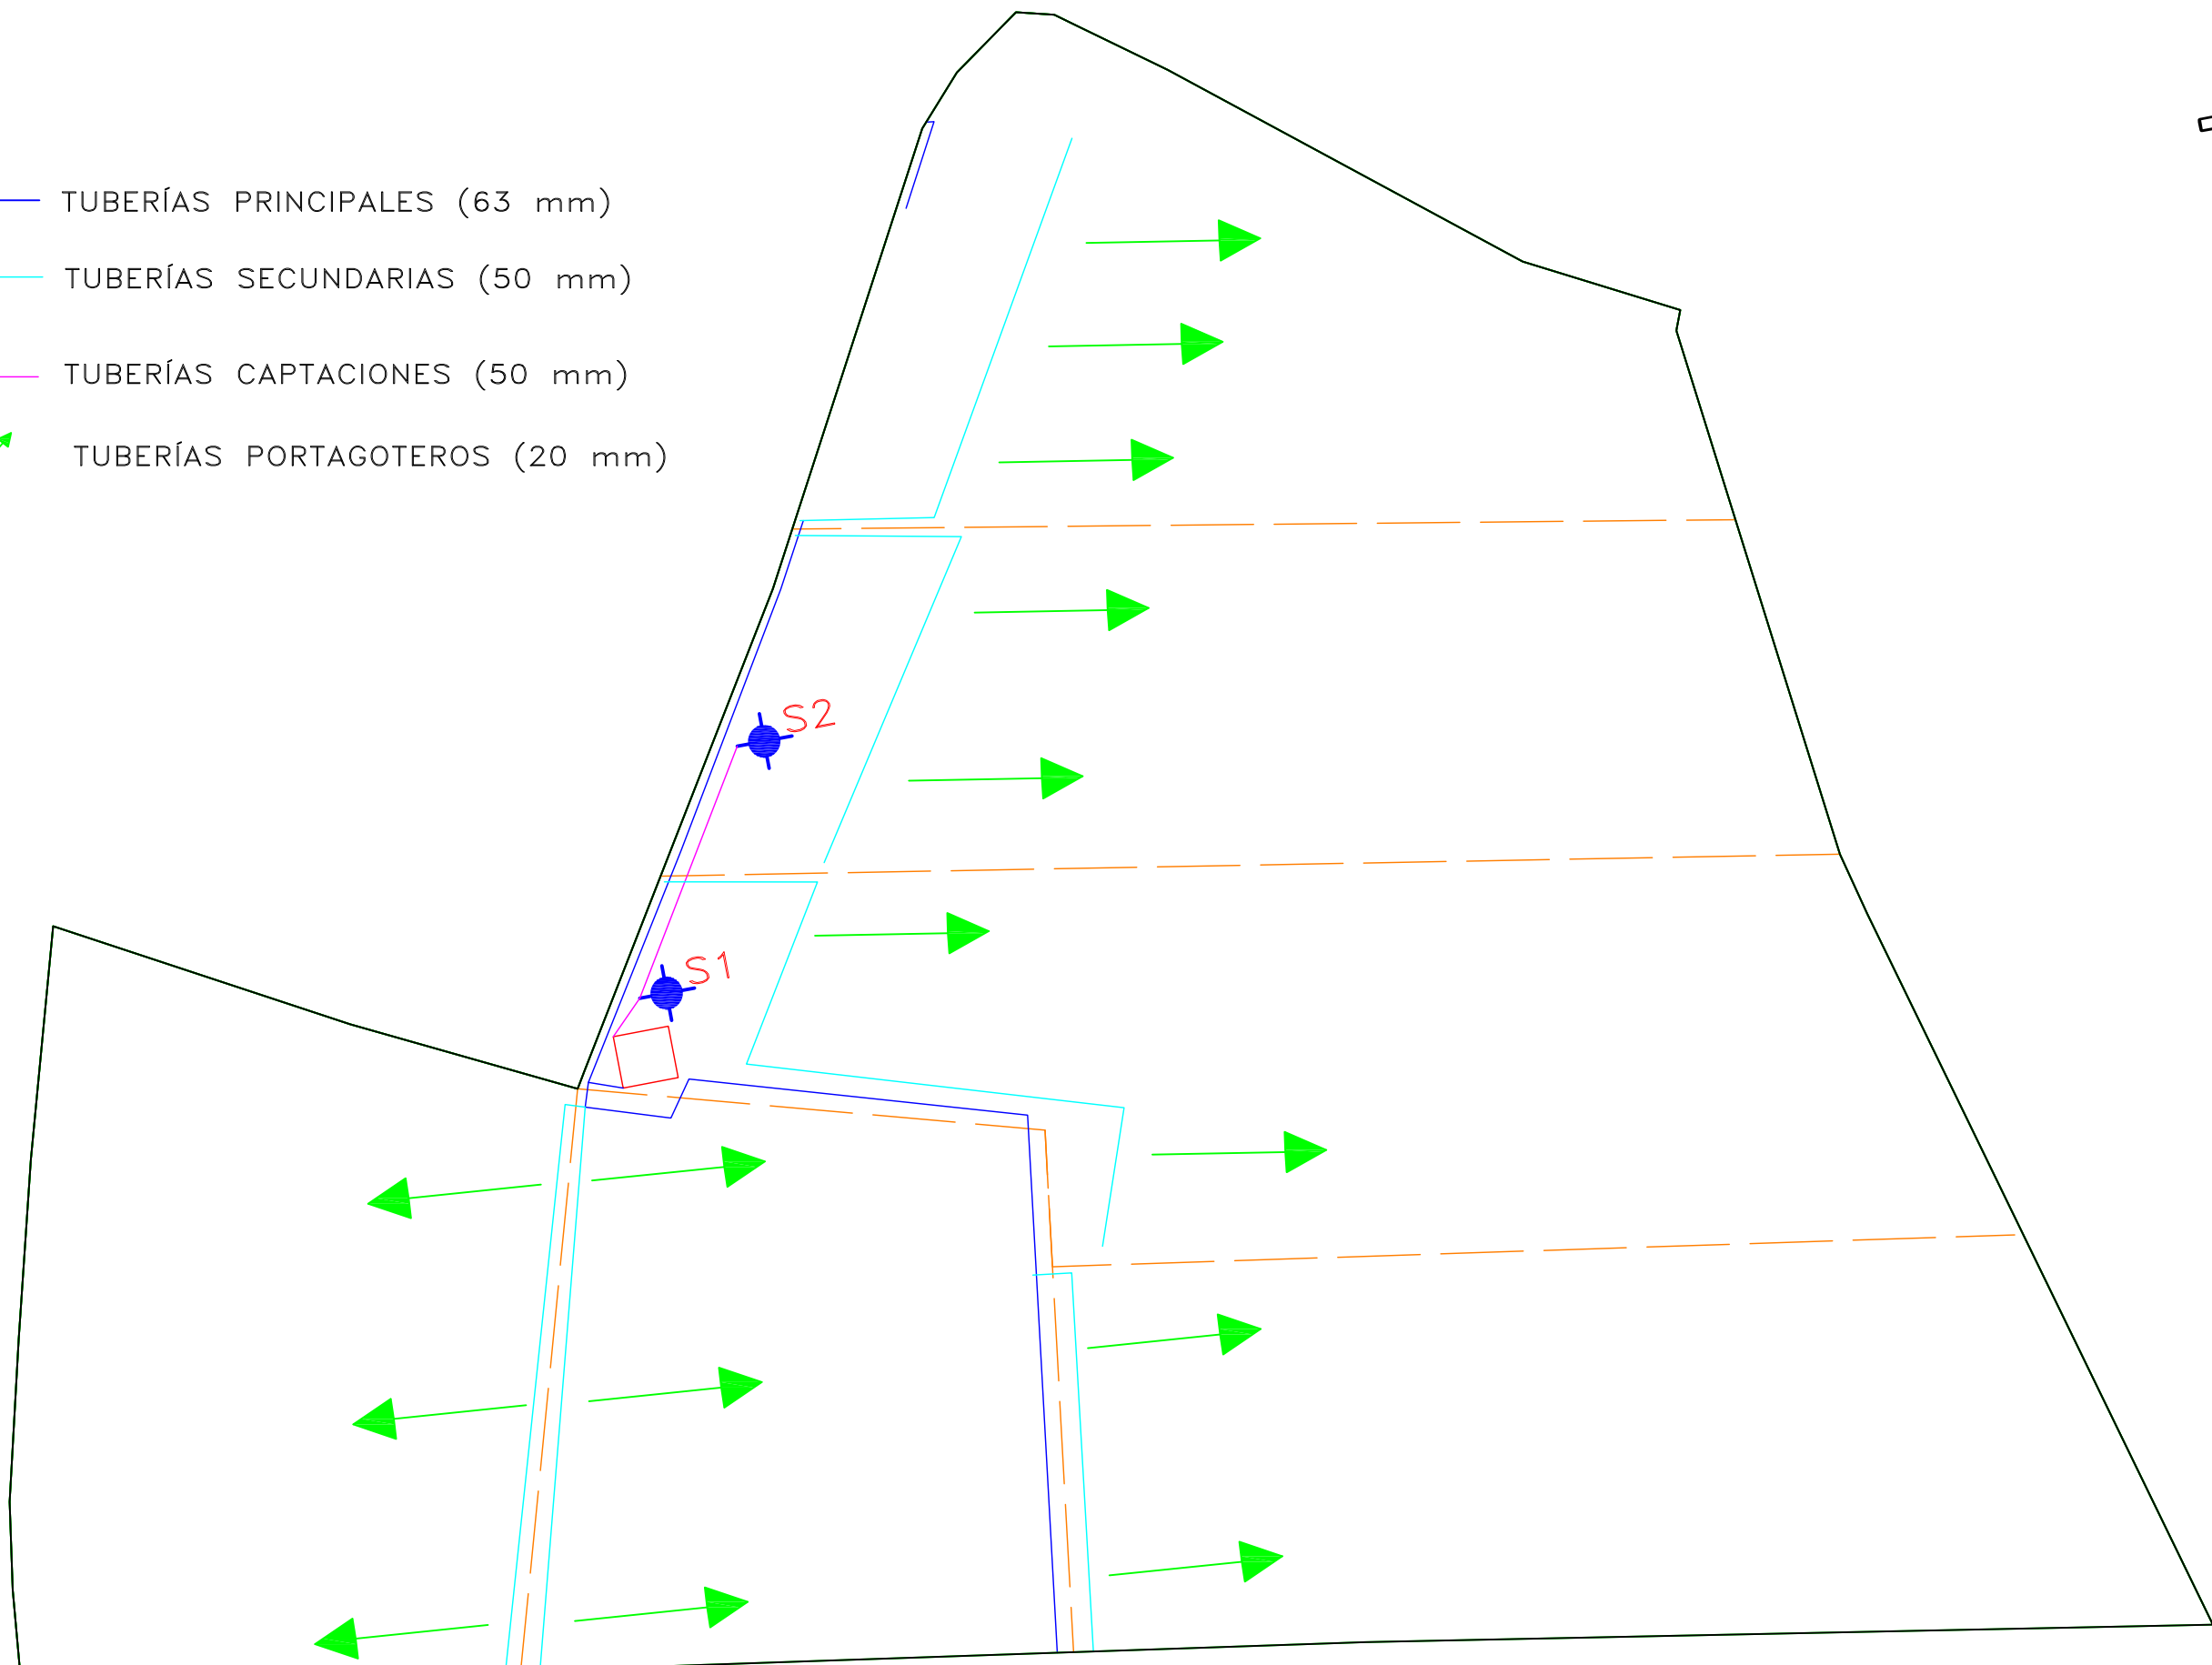 TUBERÍAS PRINCIPALES (63 mm)
TUBERÍAS SECUNDARIAS (50 mm)
TUBERÍAS CAPTACIONES (50 mm)
TUBERÍAS PORTAGOTEROS (20 mm)
S2
S1